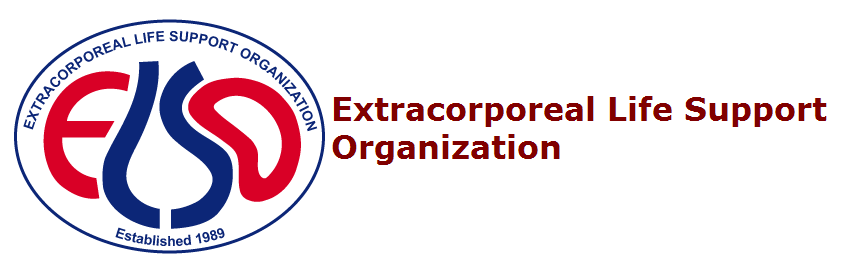 EXTRACORPOREAL LIFE SUPPORT ORGANIZATION
ELSO
Established 1989
Extracorporeal Life Support
Organization